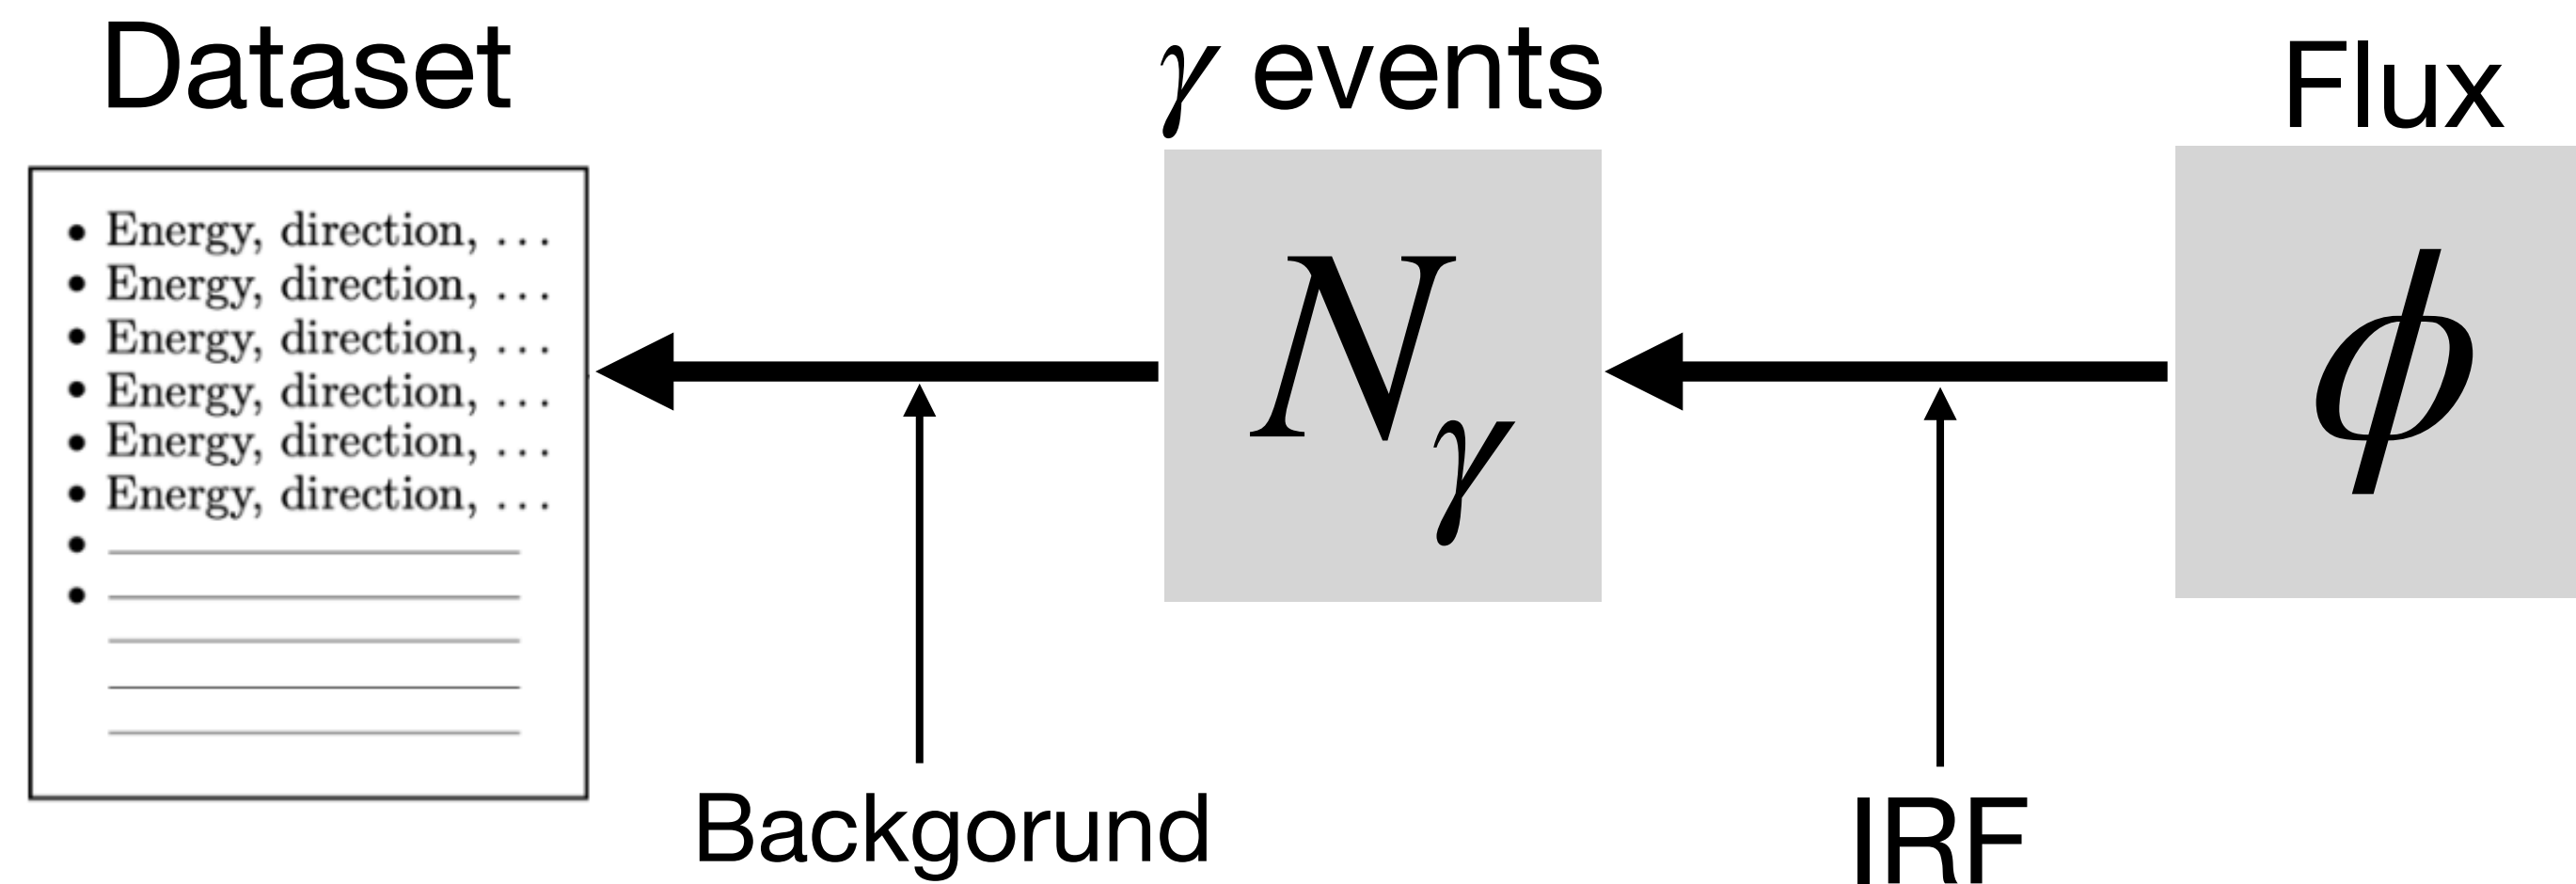 Dataset
γ events
Flux
• Energy, direction, ...
• Energy, direction, ...
• Energy, direction, ...
• Energy, direction, ...
• Energy, direction, ...
• Energy, direction, ...
•
•
Nγ
ϕ
Backgorund
IRF